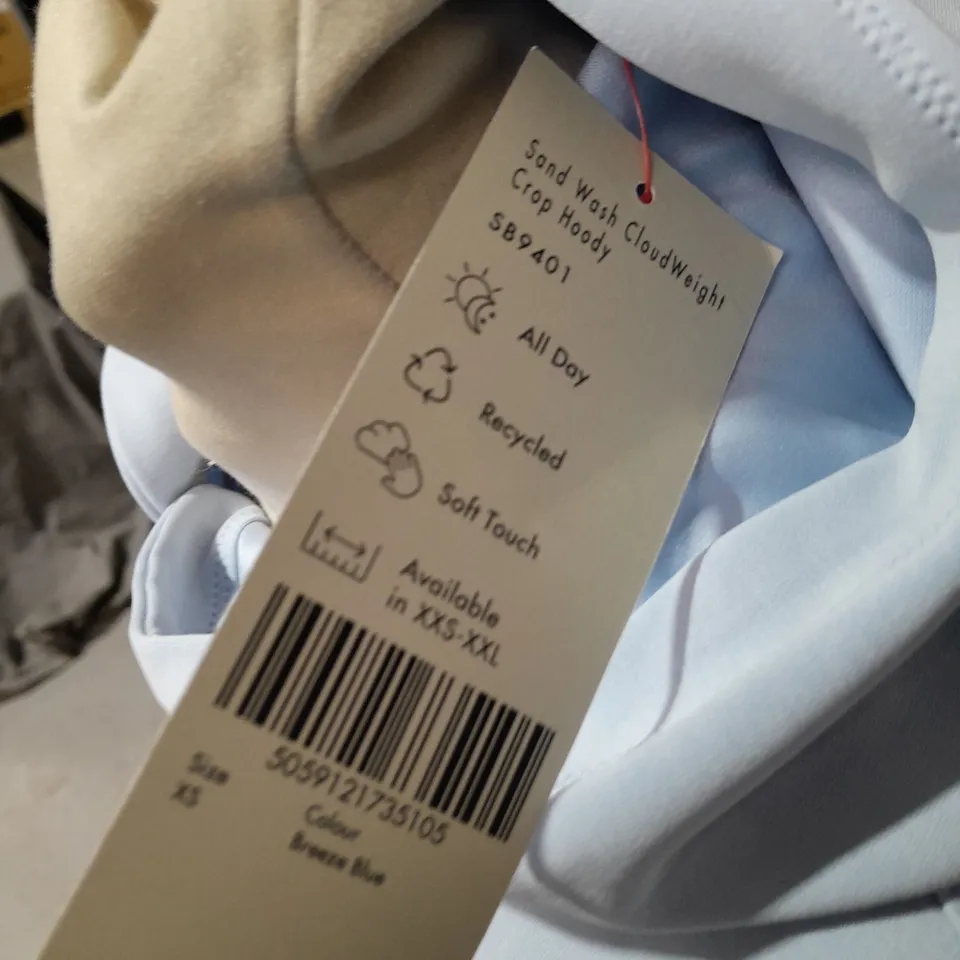 Sand Wash CloudWeight
Crop Hoody
SB9401
All Day
Recycled
Soft Touch
Available
in XXS-XXL
5059121735105
Size
XS
Colour
Breeze Blue